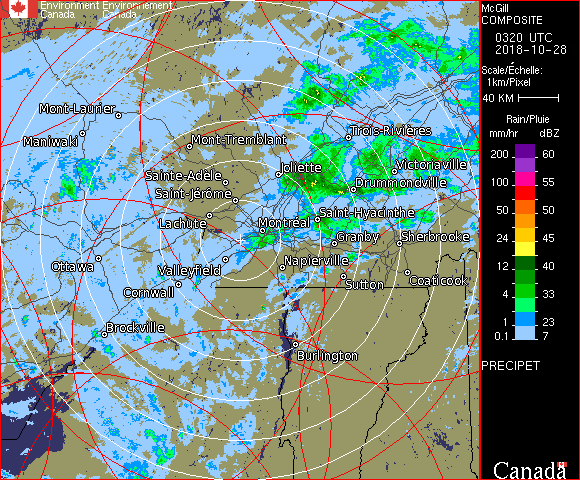 Environment Environnement
Canada Canada
McGill
COMPOSITE
0320 UTC
2018-10-28
Scale/Échelle:
1km/Pixel
40 KM
Rain/Pluie
mm/hr dBZ
200 60
100 55
50 50
24 45
12 40
4 33
1 23
0.1 7
PRECIPET
Canada
Mont-Laurier
Maniwaki
Mont-Tremblant
Trois-Rivières
Sainte-Adèle
Joliette
Victoriaville
Saint-Jérôme
Drummondville
Lachute
Montréal
Saint-Hyacinthe
Granby
Sherbrooke
Ottawa
Valleyfield
Napierville
Cornwall
Sutton
Coaticook
Brockville
Burlington